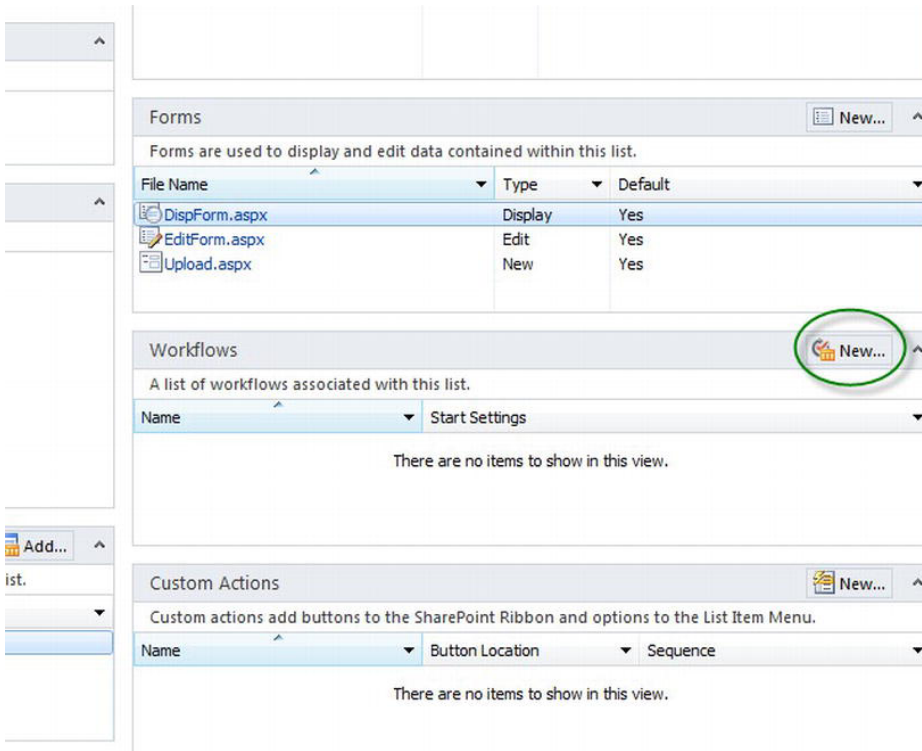 Forms
New...
Forms are used to display and edit data contained within this list.
File Name Type Default
DispForm.aspx Display Yes
EditForm.aspx Edit Yes
Upload.aspx New Yes
Workflows
New...
A list of workflows associated with this list.
Name Start Settings
There are no items to show in this view.
Add...
ist.
Custom Actions
New...
Custom actions add buttons to the SharePoint Ribbon and options to the List Item Menu.
Name Button Location Sequence
There are no items to show in this view.